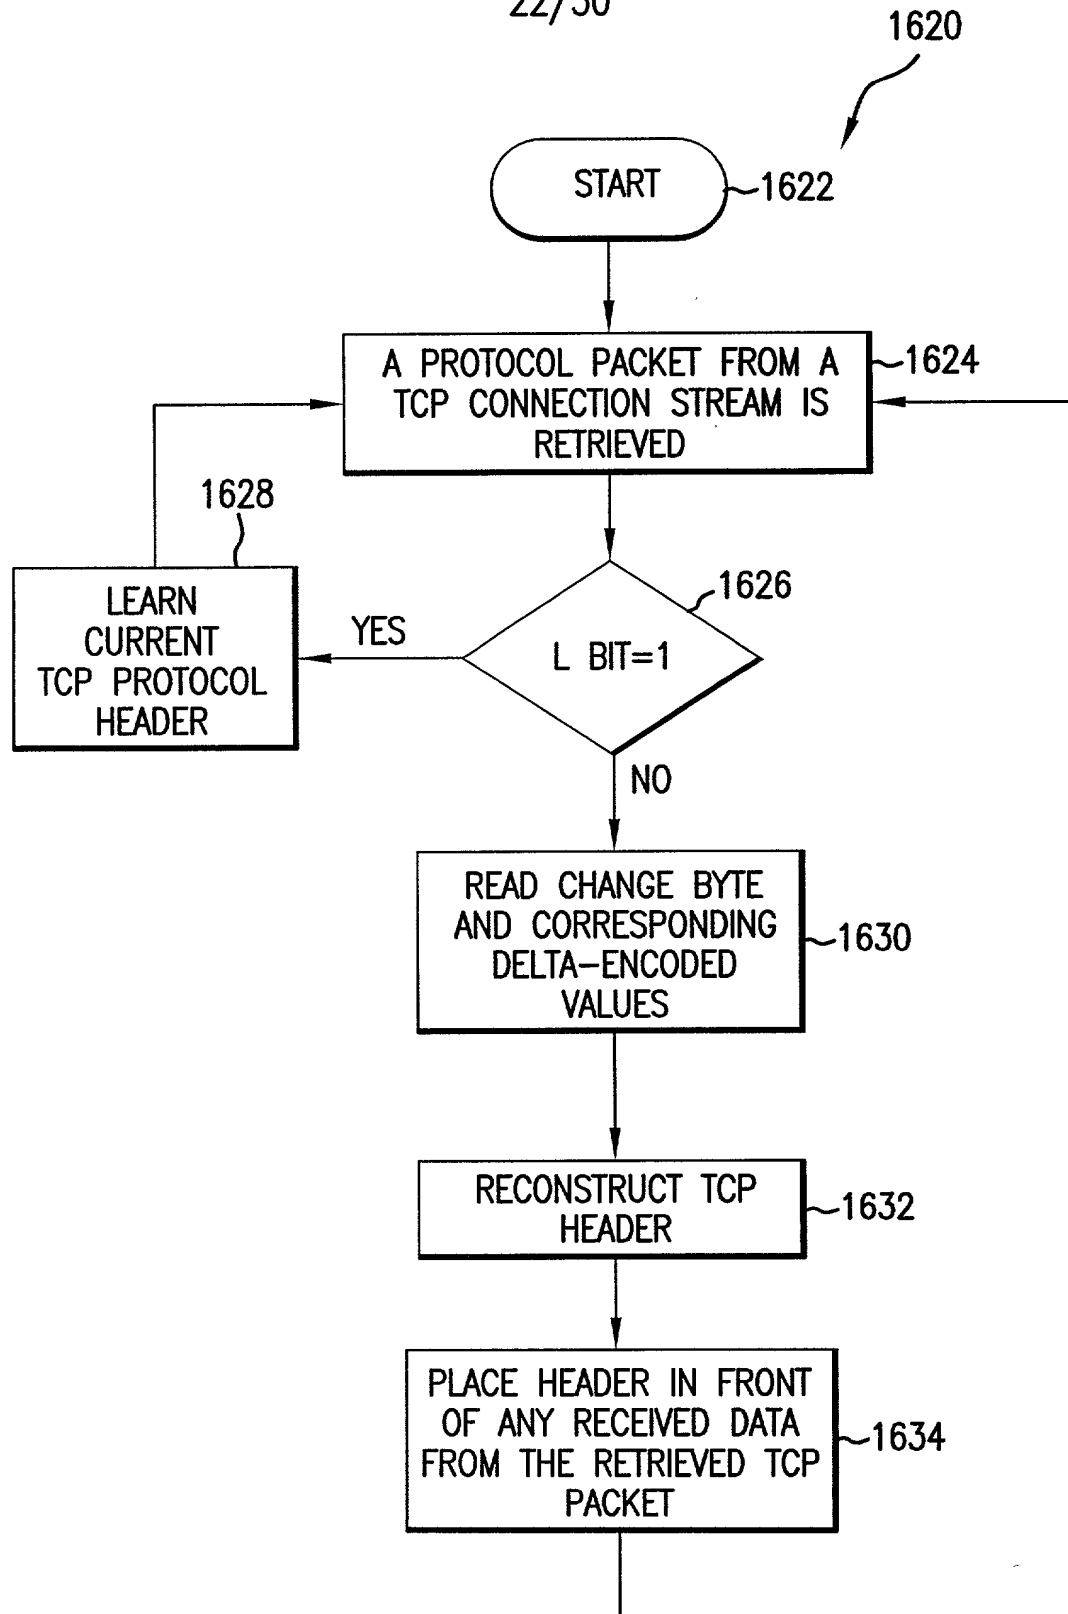 22/50
1620
START
1622
A PROTOCOL PACKET FROM A
TCP CONNECTION STREAM IS
RETRIEVED
1624
1628
LEARN
CURRENT
TCP PROTOCOL
HEADER
YES
L BIT=1
1626
NO
READ CHANGE BYTE
AND CORRESPONDING
DELTA-ENCODED
VALUES
1630
RECONSTRUCT TCP
HEADER
1632
PLACE HEADER IN FRONT
OF ANY RECEIVED DATA
FROM THE RETRIEVED TCP
PACKET
1634